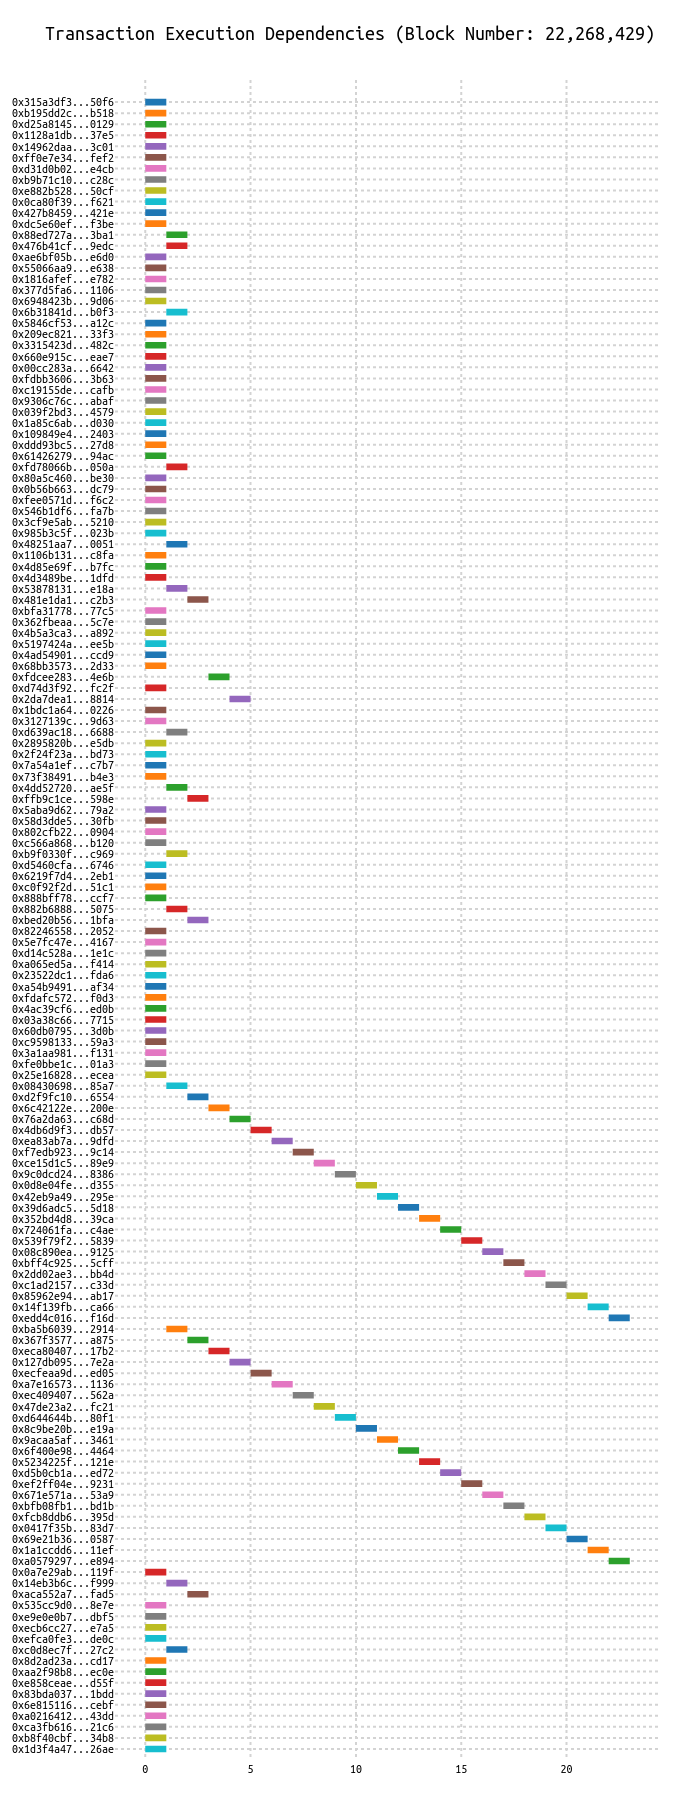 Transaction Execution Dependencies (Block Number: 22,268,429)
0x315a3df3...50f6
0xb195dd2c...b518
0xd25a8145...0129
0x1128a1db...37e5
0x14962daa...3c01
0xff0e7e34...fef2
0xd31d0b02...e4cb
0xb9b71c10...c28c
0xe882b528...50cf
0x0ca80f39...f621
0x427b8459...421e
0xdc5e60ef...f3be
0x88ed727a...3ba1
0x476b41cf...9edc
0xae6bf05b...e6d0
0x55066aa9...e638
0x1816afef...e782
0x377d5fa6...1106
0x6948423b...9d06
0x6b31841d...b0f3
0x5846cf53...a12c
0x209ec821...33f3
0x3315423d...482c
0x660e915c...eae7
0x00cc283a...6642
0xfdbb3606...3b63
0xc19155de...cafb
0x9306c76c...abaf
0x039f2bd3...4579
0x1a85c6ab...d030
0x109849e4...2403
0xddd93bc5...27d8
0x61426279...94ac
0xfd78066b...050a
0x80a5c460...be30
0x0b56b663...dc79
0xfee0571d...f6c2
0x546b1df6...fa7b
0x3cf9e5ab...5210
0x985b3c5f...023b
0x48251aa7...0051
0x1106b131...c8fa
0x4d85e69f...b7fc
0x4d3489be...1dfd
0x53878131...e18a
0x481e1da1...c2b3
0xbfa31778...77c5
0x362fbeaa...5c7e
0x4b5a3ca3...a892
0x5197424a...ee5b
0x4ad54901...ccd9
0x68bb3573...2d33
0xfdcee283...4e6b
0xd74d3f92...fc2f
0x2da7dea1...8814
0x1bdc1a64...0226
0x3127139c...9d63
0xd639ac18...6688
0x2895820b...e5db
0x2f24f23a...bd73
0x7a54a1ef...c7b7
0x73f38491...b4e3
0x4dd52720...ae5f
0xffb9c1ce...598e
0x5aba9d62...79a2
0x58d3dde5...30fb
0x802cfb22...0904
0xc566a868...b120
0xb9f0330f...c969
0xd5460cfa...6746
0x6219f7d4...2eb1
0xc0f92f2d...51c1
0x888bff78...ccf7
0x882b6888...5075
0xbed20b56...1bfa
0x82246558...2052
0x5e7fc47e...4167
0xd14c528a...1e1c
0xa065ed5a...f414
0x23522dc1...fda6
0xa54b9491...af34
0xfdafc572...f0d3
0x4ac39cf6...ed0b
0x03a38c66...7715
0x60db0795...3d0b
0xc9598133...59a3
0x3a1aa981...f131
0xfe0bbe1c...01a3
0x25e16828...ecea
0x08430698...85a7
0xd2f9fc10...6554
0x6c42122e...200e
0x76a2da63...c68d
0x4db6d9f3...db57
0xea83ab7a...9dfd
0xf7edb923...9c14
0xce15d1c5...89e9
0x9c0dcd24...8386
0x0d8e04fe...d355
0x42eb9a49...295e
0x39d6adc5...5d18
0x352bd4d8...39ca
0x724061fa...c4ae
0x539f79f2...5839
0x08c890ea...9125
0xbff4c925...5cff
0x2dd02ae3...bb4d
0xc1ad2157...c33d
0x85962e94...ab17
0x14f139fb...ca66
0xedd4c016...f16d
0xba5b6039...2914
0x367f3577...a875
0xeca80407...17b2
0x127db095...7e2a
0xecfeaa9d...ed05
0xa7e16573...1136
0xec409407...562a
0x47de23a2...fc21
0xd644644b...80f1
0x8c9be20b...e19a
0x9acaa5af...3461
0x6f400e98...4464
0x5234225f...121e
0xd5b0cb1a...ed72
0xef2ff04e...9231
0x671e571a...53a9
0xbfb08fb1...bd1b
0xfcb8ddb6...395d
0x0417f35b...83d7
0x69e21b36...0587
0x1a1ccdd6...11ef
0xa0579297...e894
0x0a7e29ab...119f
0x14eb3b6c...f999
0xaca552a7...fad5
0x535cc9d0...8e7e
0xe9e0e0b7...dbf5
0xecb6cc27...e7a5
0xefca0fe3...de0c
0xc0d8ec7f...27c2
0x8d2ad23a...cd17
0xaa2f98b8...ec0e
0xe858ceae...d55f
0x83bda037...1bdd
0x6e815116...cebf
0xa0216412...43dd
0xca3fb616...21c6
0xb8f40cbf...34b8
0x1d3f4a47...26ae
0 5 10 15 20